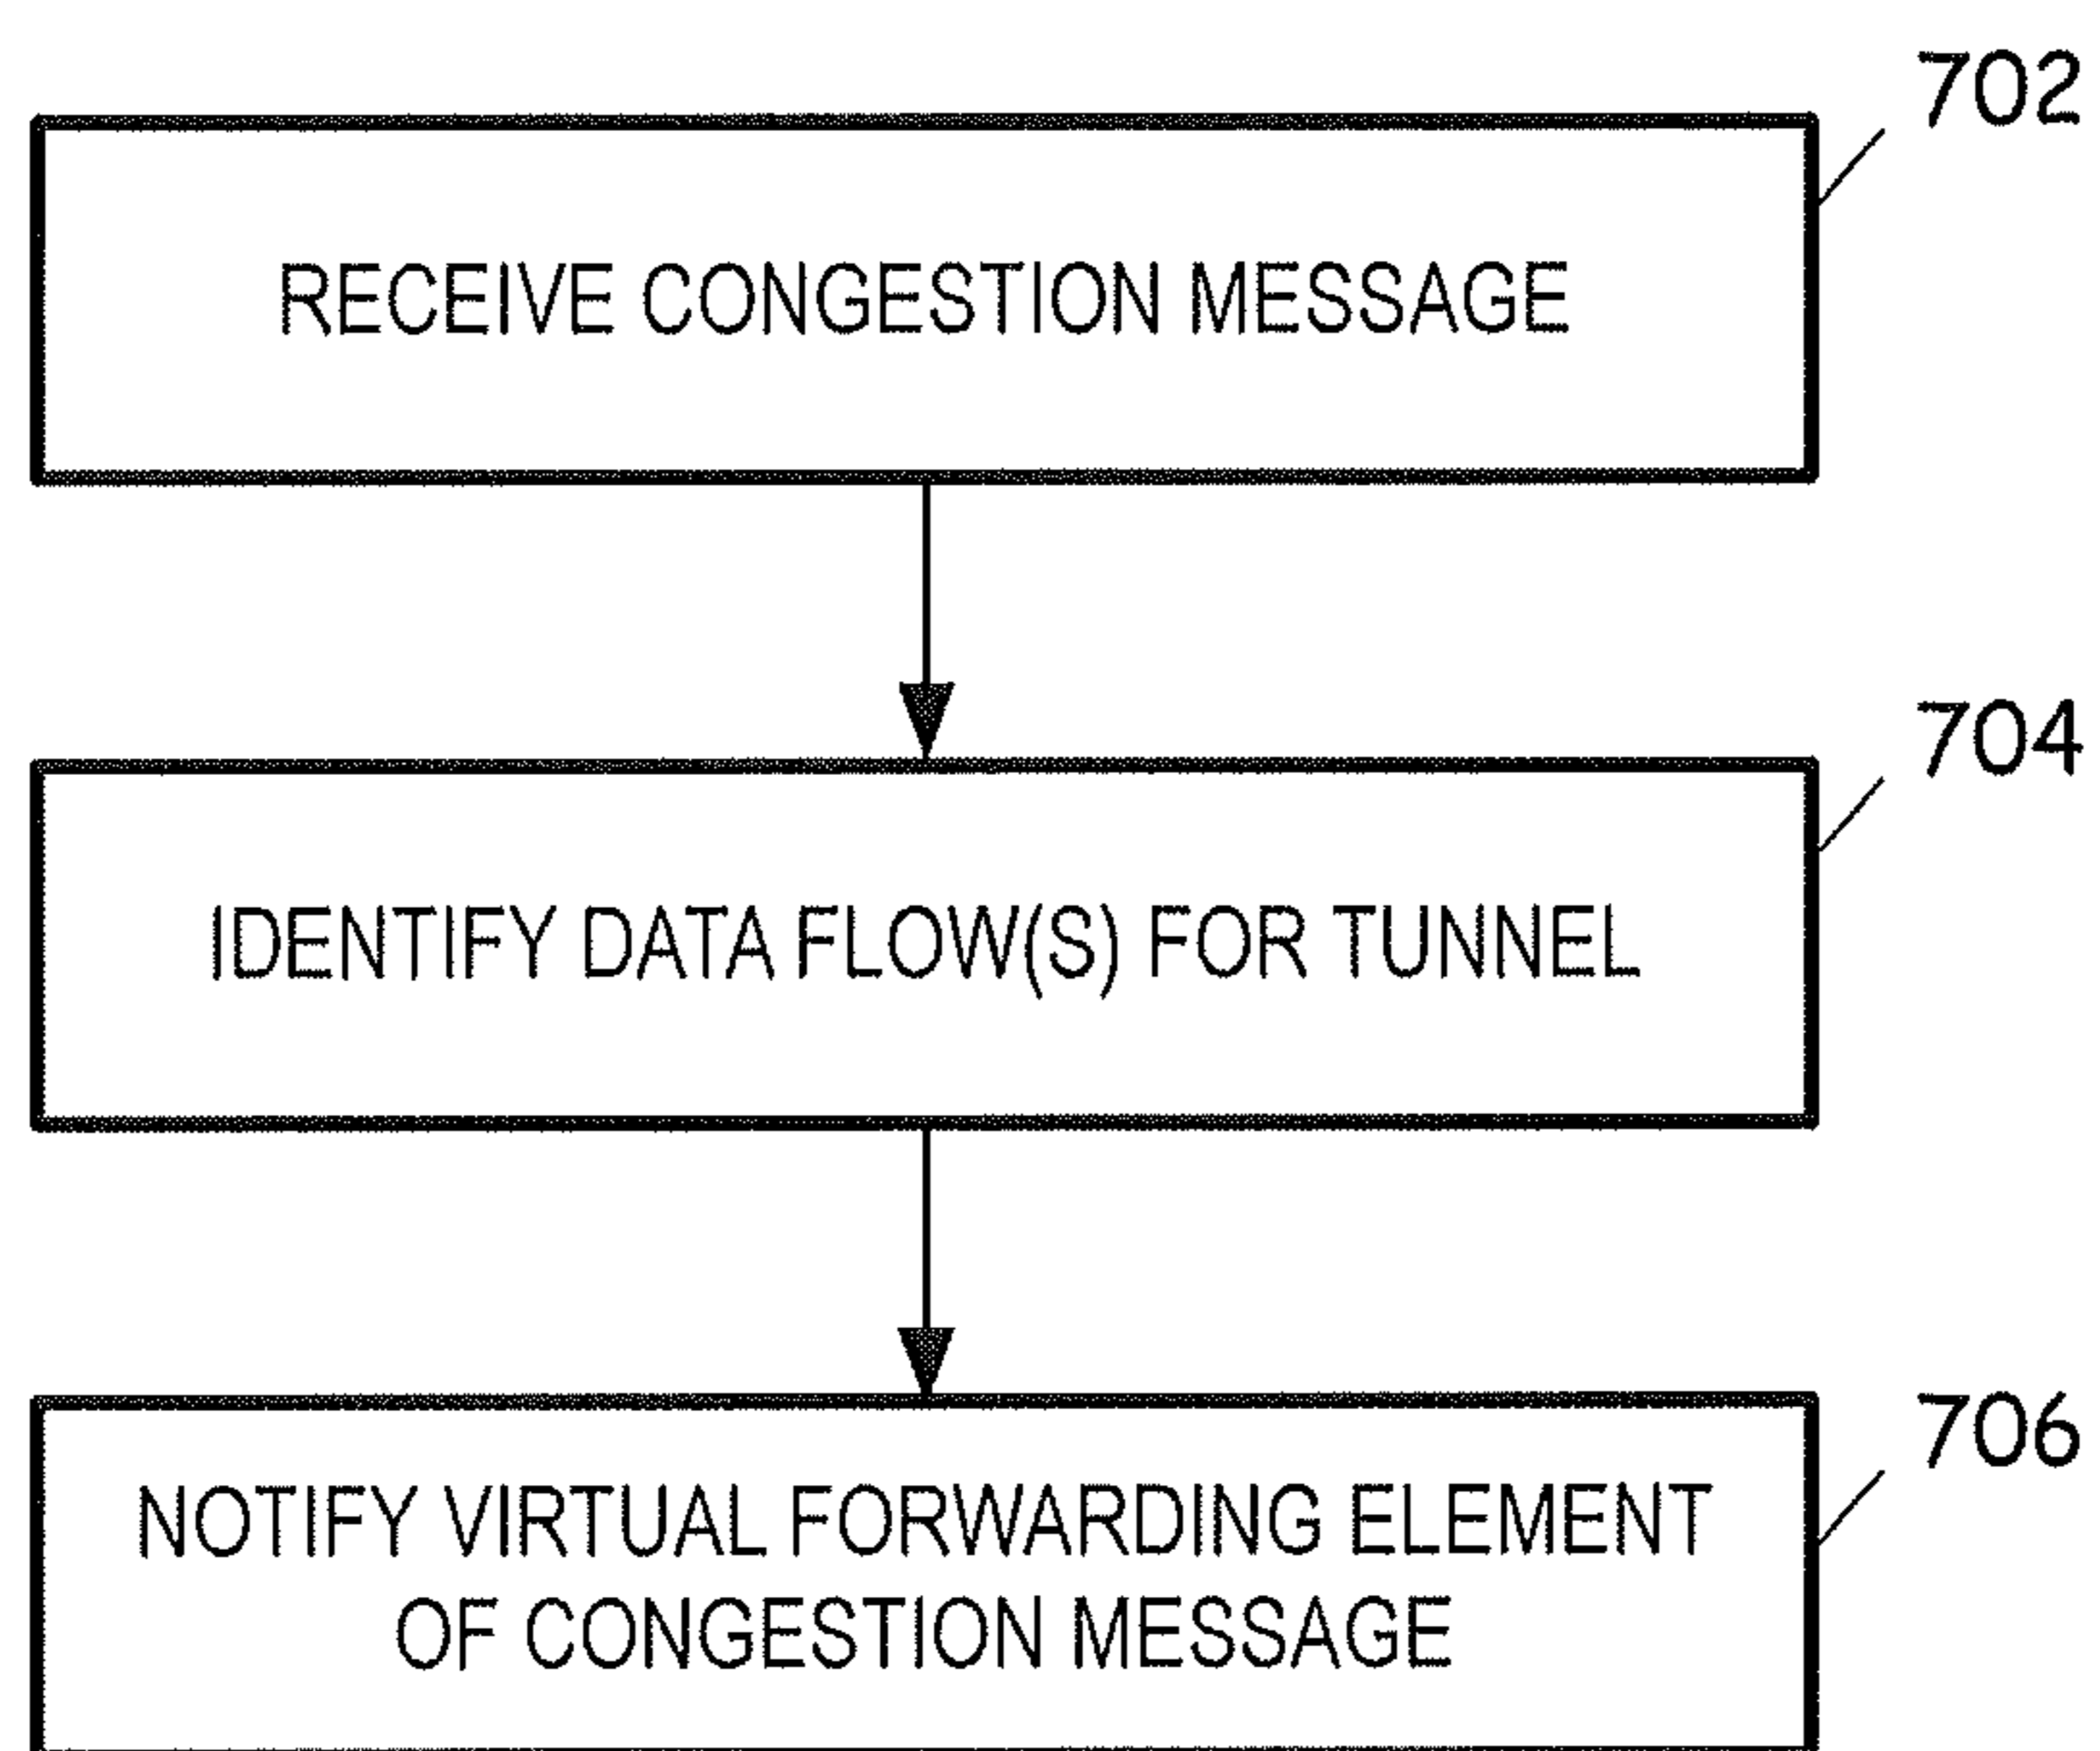 702
RECEIVE CONGESTION MESSAGE
704
IDENTIFY DATA FLOW(S) FOR TUNNEL
706
NOTIFY VIRTUAL FORWARDING ELEMENT
OF CONGESTION MESSAGE